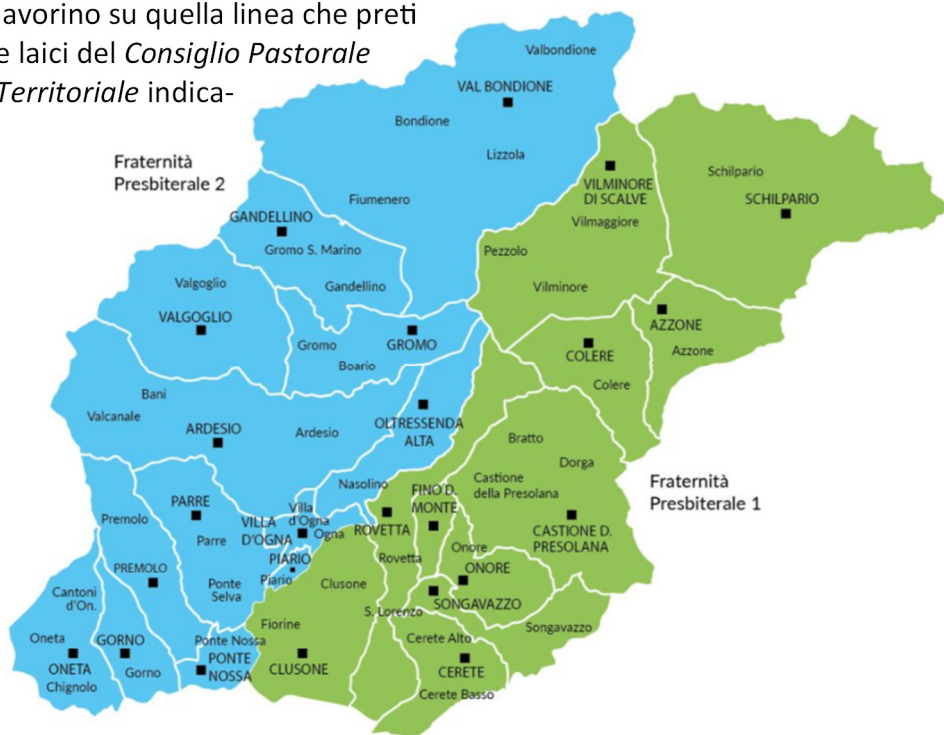 avorino su quella linea che preti
e laici del Consiglio Pastorale
Territoriale indica-
Valbondione
VAL BONDIONE
Bondione
Lizzola
Fraternità
Presbiterale 2
Fiumenero
GANDELLINO
Gromo S. Marino
Gandellino
VILMINORE
DI SCALVE
Vilmaggiore
Pezzolo
Vilminore
Schilpario
SCHILPARIO
Valgoglio
VALGOGLIO
Gromo
GROMO
Boario
AZZONE
Azzone
COLERE
Colere
Bani
Valcanale
ARDESIO
Ardesio
OLTRESSENDA
ALTA
Nasolino
Bratto
Dorga
Castione
della Presolana
CASTIONE D.
PRESOLANA
Fraternità
Presbiterale 1
FINO D.
MONTE
ROVETTA
Rovetta
Onore
ONORE
SONGAVAZZO
Songavazzo
S. Lorenzo
Cerete Alto
CERETE
Cerete Basso
PARRE
Parre
Ponte
Selva
Villa
d'Ogna
VILLA
D'OGNA
Ogna
PIARIO
Piario
Clusone
Fiorine
CLUSONE
Premolo
PREMOLO
Cantoni
d'On.
Oneta
ONETA
Chignolo
GORNO
Gorno
Ponte Nossa
PONTE
NOSSA